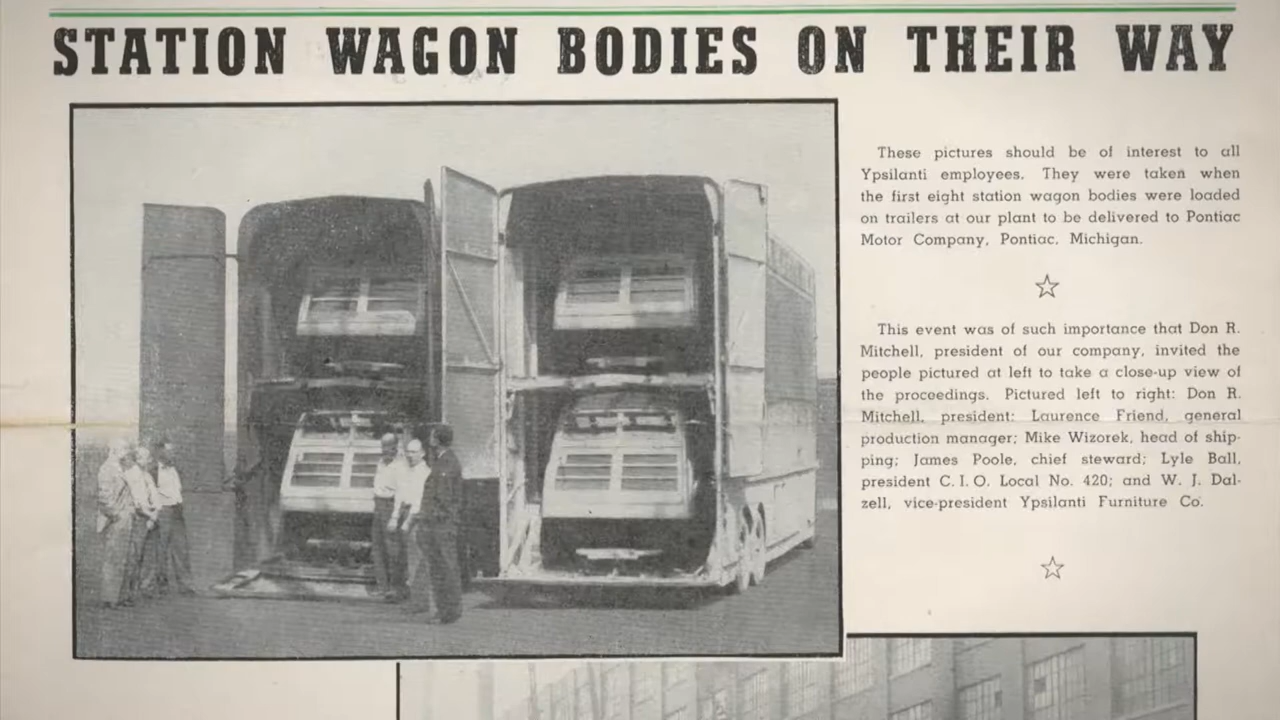 STATION WAGON BODIES ON THEIR WAY
These pictures should be of interest to all
Ypsilanti employees. They were taken when
the first eight station wagon bodies were loaded
on trailers at our plant to be delivered to Pontiac
Motor Company, Pontiac, Michigan.
This event was of such importance that Don R.
Mitchell, president of our company, invited the
people pictured at left to take a close-up view of
the proceedings. Pictured left to right: Don R.
Mitchell, president; Laurence Friend, general
production manager; Mike Wizorek, head of ship-
ping; James Poole, chief steward; Lyle Ball,
president C. I. O. Local No. 420; and W. J. Dal-
zell, vice-president Ypsilanti Furniture Co.